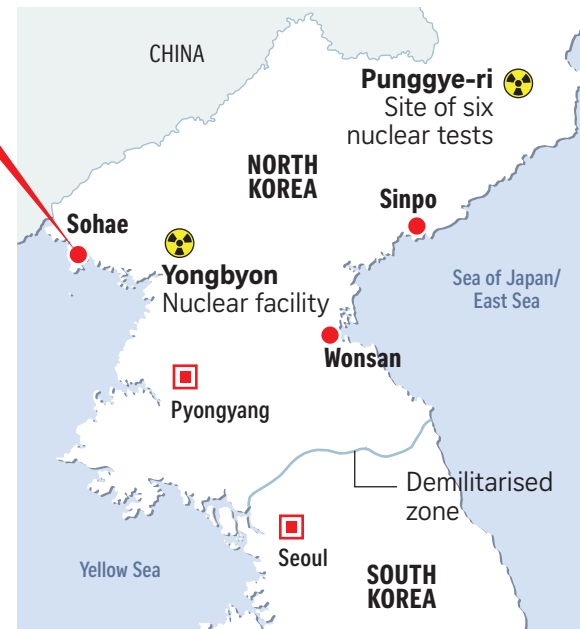 CHINA
Punggye-ri
Site of six
nuclear tests
NORTH
KOREA
Sinpo
Sohae
Yongbyon
Nuclear facility
Sea of Japan/
East Sea
Wonsan
Pyongyang
Demilitarised
zone
Seoul
Yellow Sea
SOUTH
KOREA